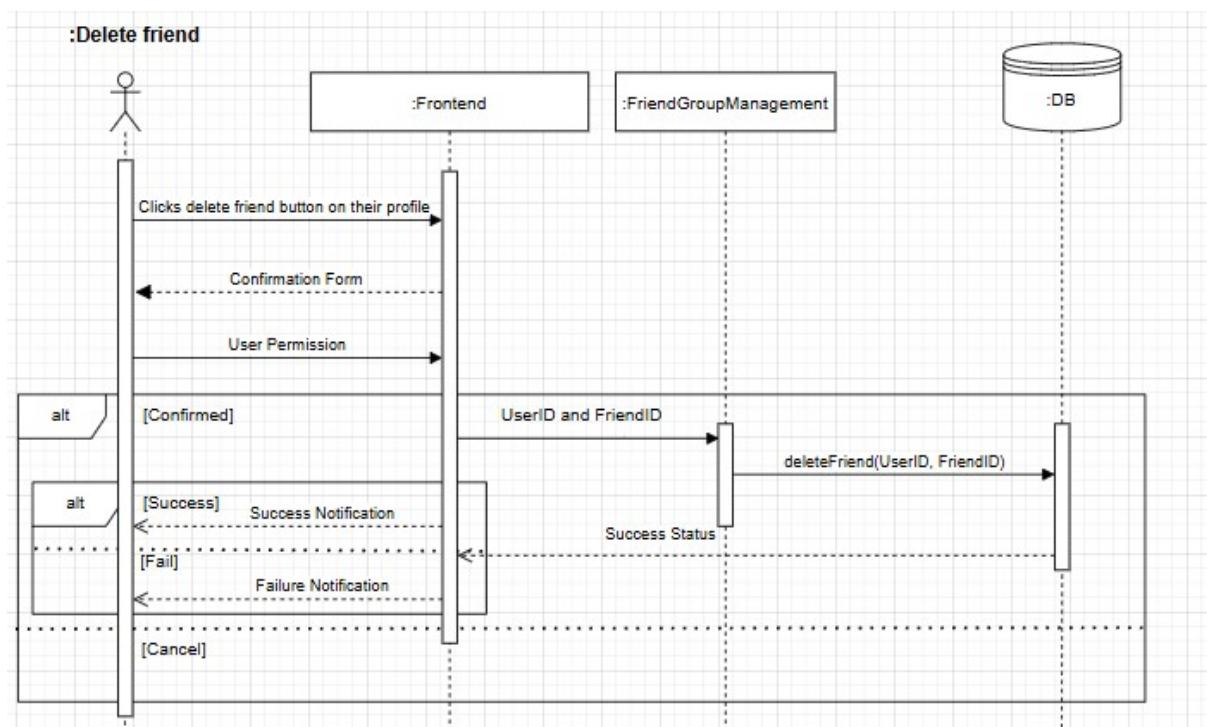 :Delete friend
:Frontend
:FriendGroupManagement
:DB
Clicks delete friend button on their profile
Confirmation Form
User Permission
alt
[Confirmed]
UserID and FriendID
deleteFriend(UserID, FriendID)
alt
[Success]
Success Notification
Success Status
[Fail]
Failure Notification
[Cancel]